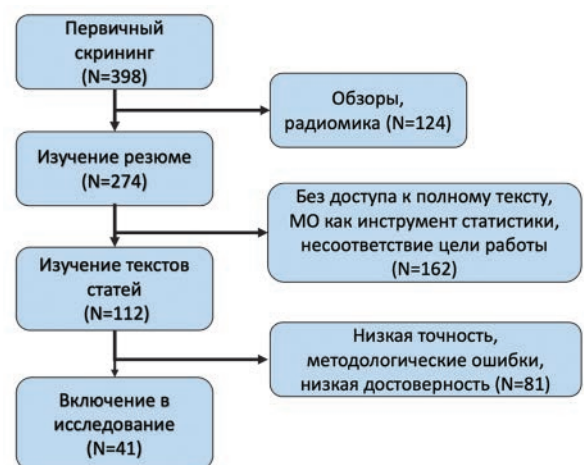 Первичный
скрининг
(N=398)
Обзоры,
радиомика (N=124)
Изучение резюме
(N=274)
Без доступа к полному тексту,
МО как инструмент статистики,
несоответствие цели работы
(N=162)
Изучение текстов
статей
(N=112)
Низкая точность,
методологические ошибки,
низкая достоверность (N=81)
Включение в
исследование
(N=41)